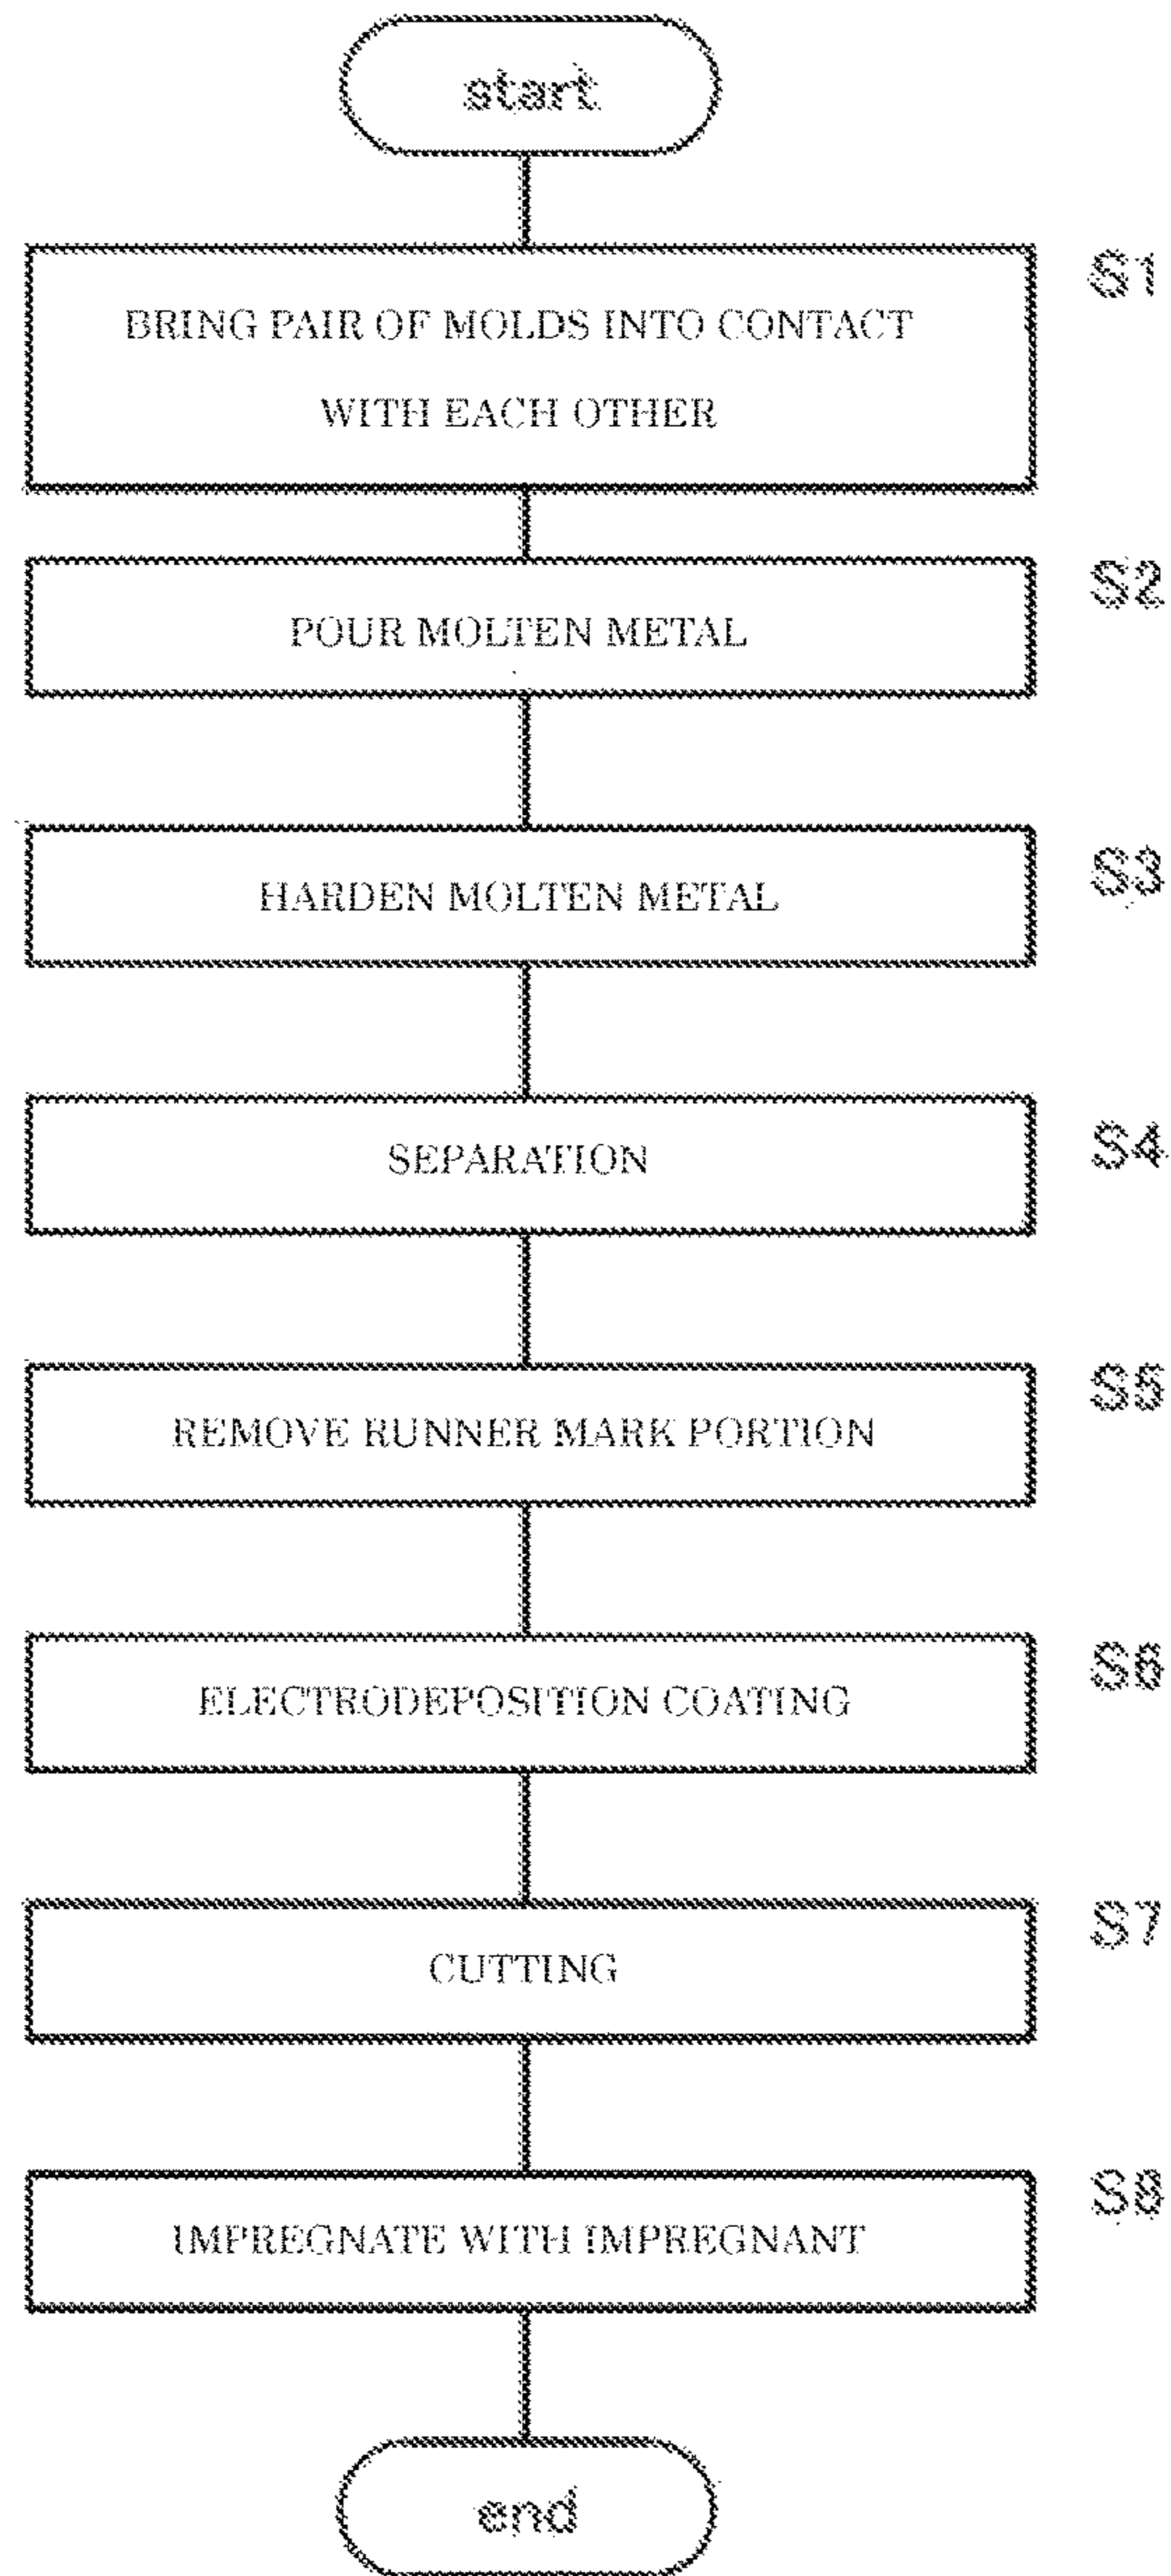 start
S1
BRING PAIR OF MOLDS INTO CONTACT
WITH EACH OTHER
S2
POUR MOLTEN METAL
S3
HARDEN MOLTEN METAL
S4
SEPARATION
S5
REMOVE RUNNER MARK PORTION
S6
ELECTRODEPOSITION COATING
S7
CUTTING
S8
IMPREGNATE WITH IMPREGNANT
end